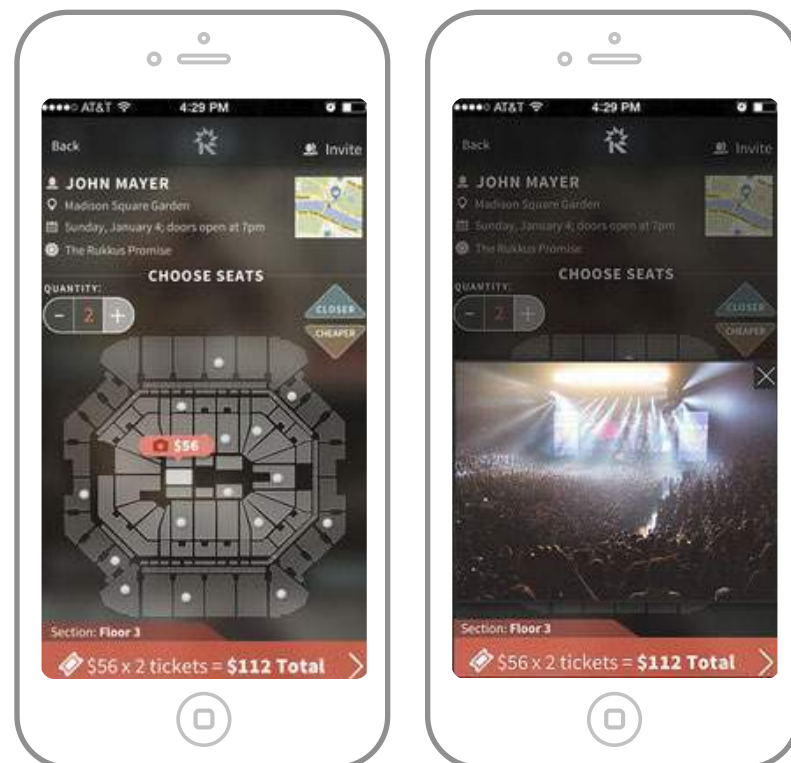 AT&T 4:29 PM
Back Invite
JOHN MAYER
Madison Square Garden
Sunday, January 4; doors open at 7pm
The Rukkus Promise
CHOOSE SEATS
QUANTITY:
- 2 +
CLOSER
CHEAPER
$56
Section: Floor 3
$56 x 2 tickets = $112 Total
AT&T 4:29 PM
Back Invite
JOHN MAYER
Madison Square Garden
Sunday, January 4; doors open at 7pm
The Rukkus Promise
CHOOSE SEATS
QUANTITY:
- 2 +
CLOSER
CHEAPER
Section: Floor 3
$56 x 2 tickets = $112 Total